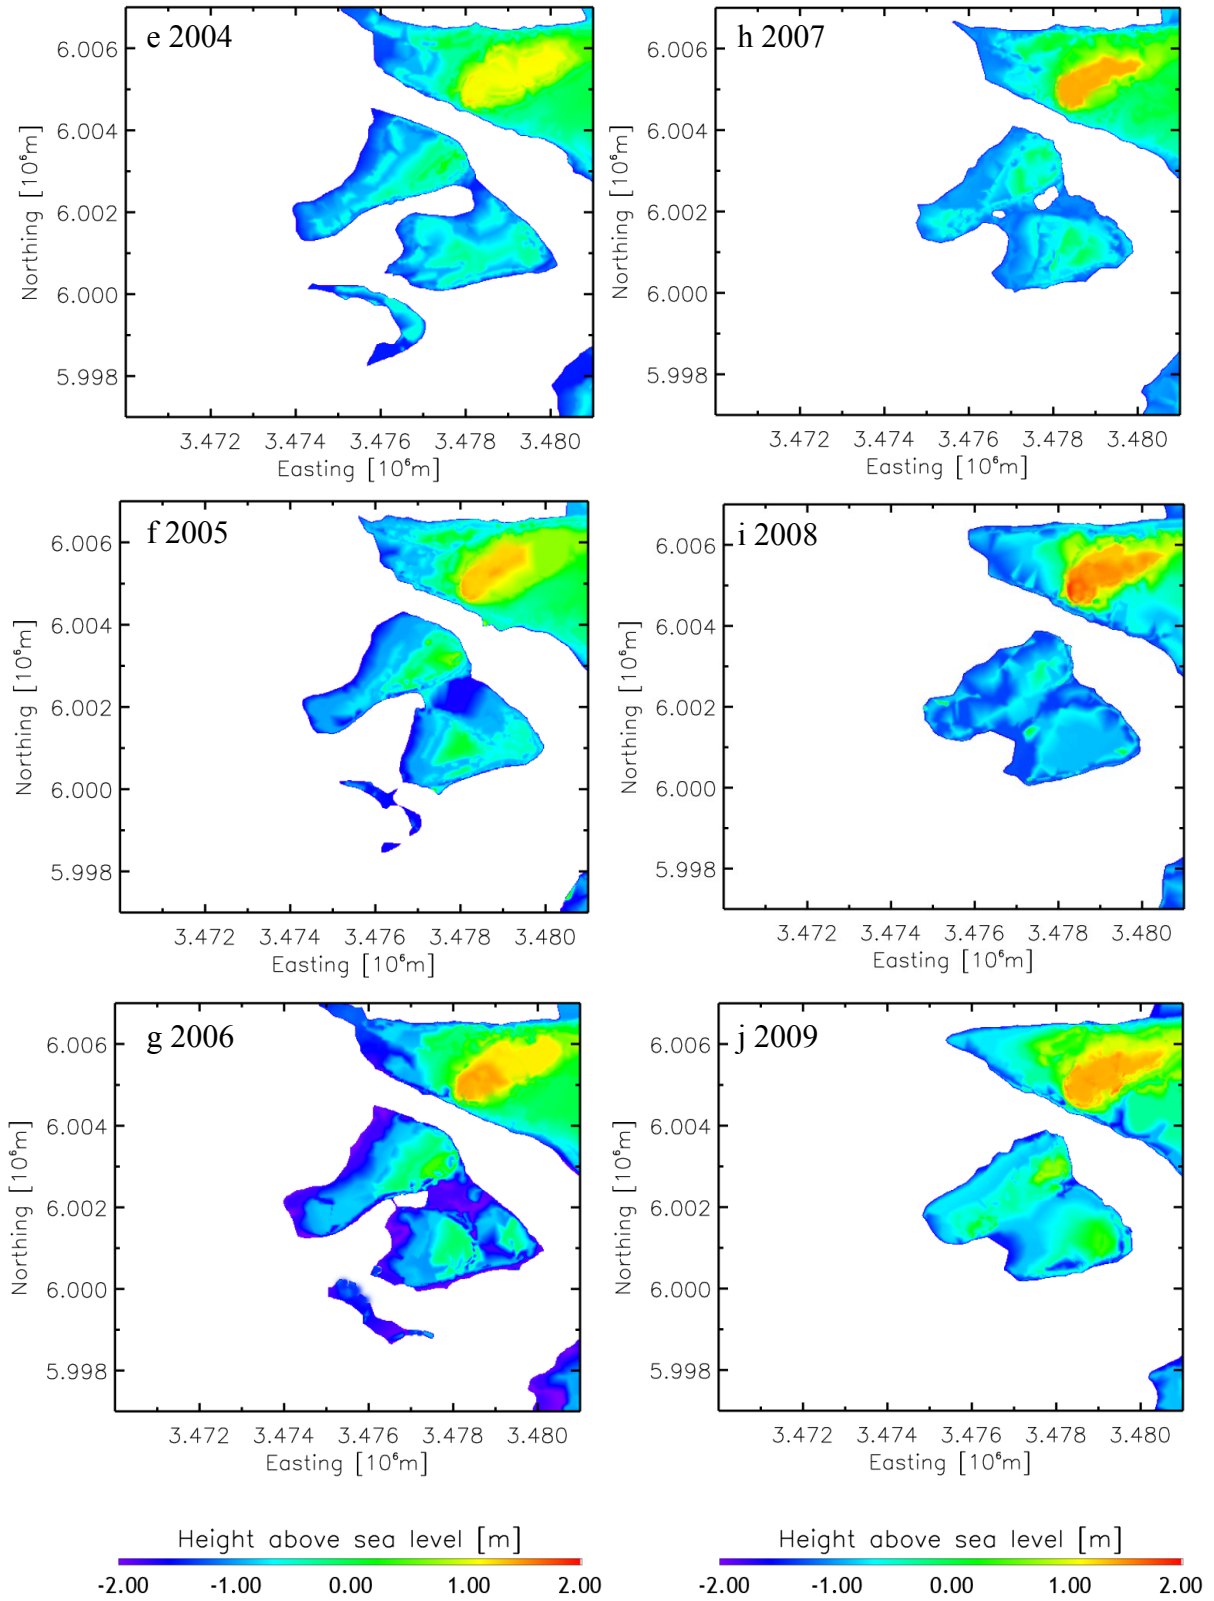 e 2004
6.006
6.004
6.002
6.000
5.998
Northing [10⁶m]
3.472 3.474 3.476 3.478 3.480
Easting [10⁶m]
h 2007
6.006
6.004
6.002
6.000
5.998
Northing [10⁶m]
3.472 3.474 3.476 3.478 3.480
Easting [10⁶m]
f 2005
6.006
6.004
6.002
6.000
5.998
Northing [10⁶m]
3.472 3.474 3.476 3.478 3.480
Easting [10⁶m]
i 2008
6.006
6.004
6.002
6.000
5.998
Northing [10⁶m]
3.472 3.474 3.476 3.478 3.480
Easting [10⁶m]
g 2006
6.006
6.004
6.002
6.000
5.998
Northing [10⁶m]
3.472 3.474 3.476 3.478 3.480
Easting [10⁶m]
j 2009
6.006
6.004
6.002
6.000
5.998
Northing [10⁶m]
3.472 3.474 3.476 3.478 3.480
Easting [10⁶m]
Height above sea level [m]
-2.00 -1.00 0.00 1.00 2.00
Height above sea level [m]
-2.00 -1.00 0.00 1.00 2.00